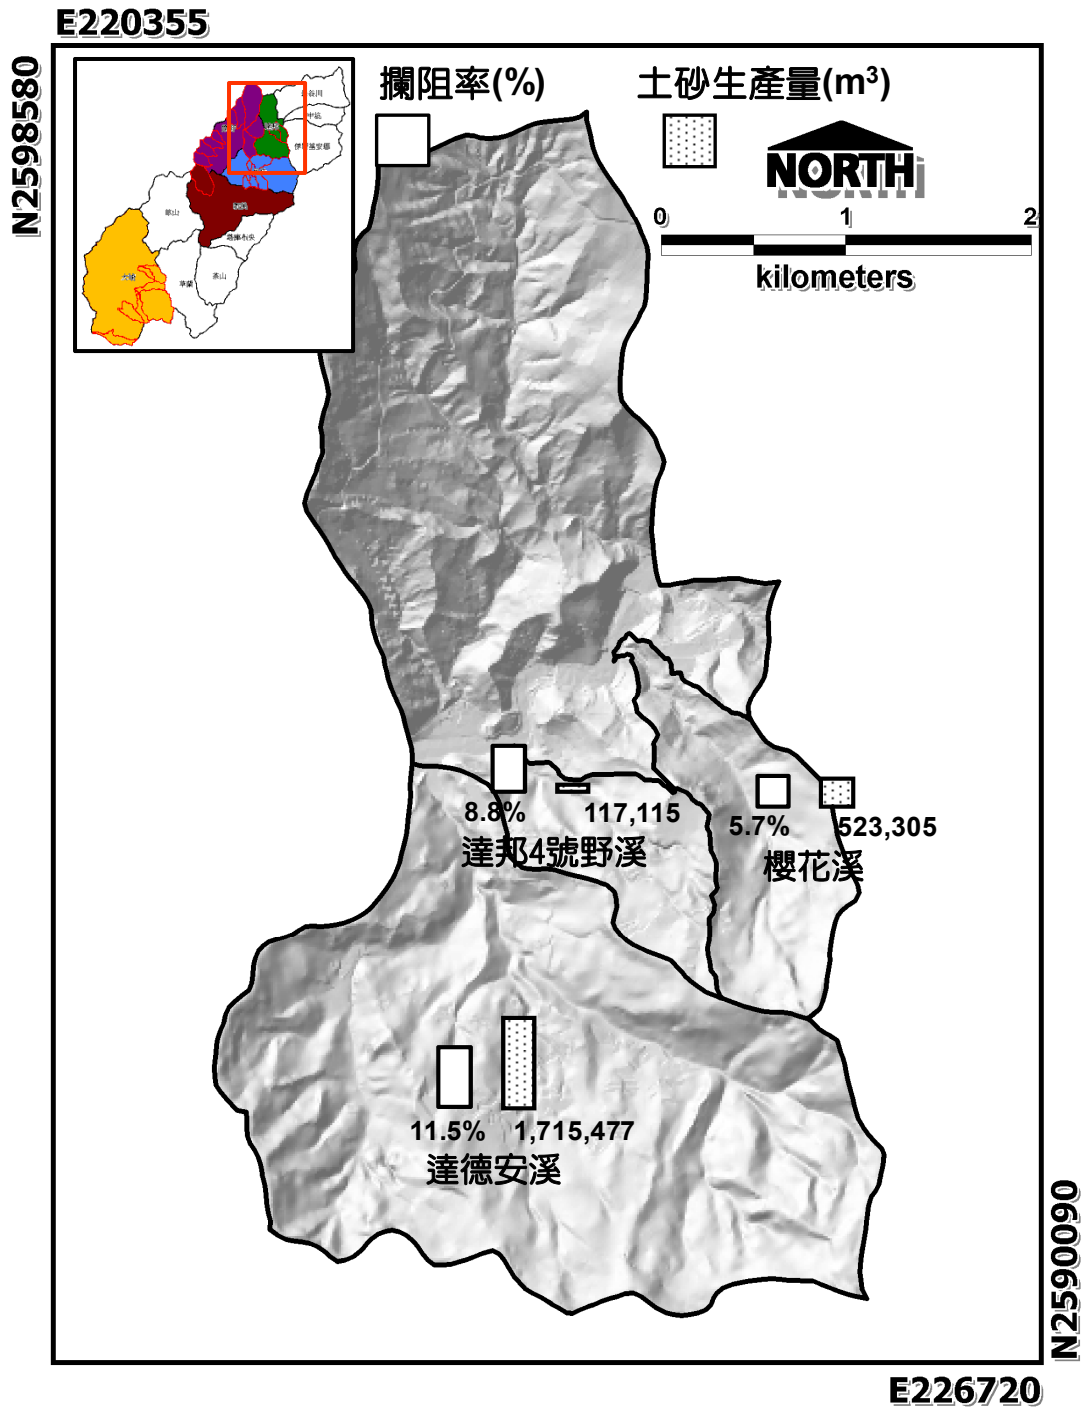 E220355
N2598580
攔阻率(%)
土砂生產量(m³)
NORTH
0 1 2
kilometers
8.8% 117,115
達邦4號野溪
5.7% 523,305
櫻花溪
11.5% 1,715,477
達德安溪
茶山
N2590090
E226720